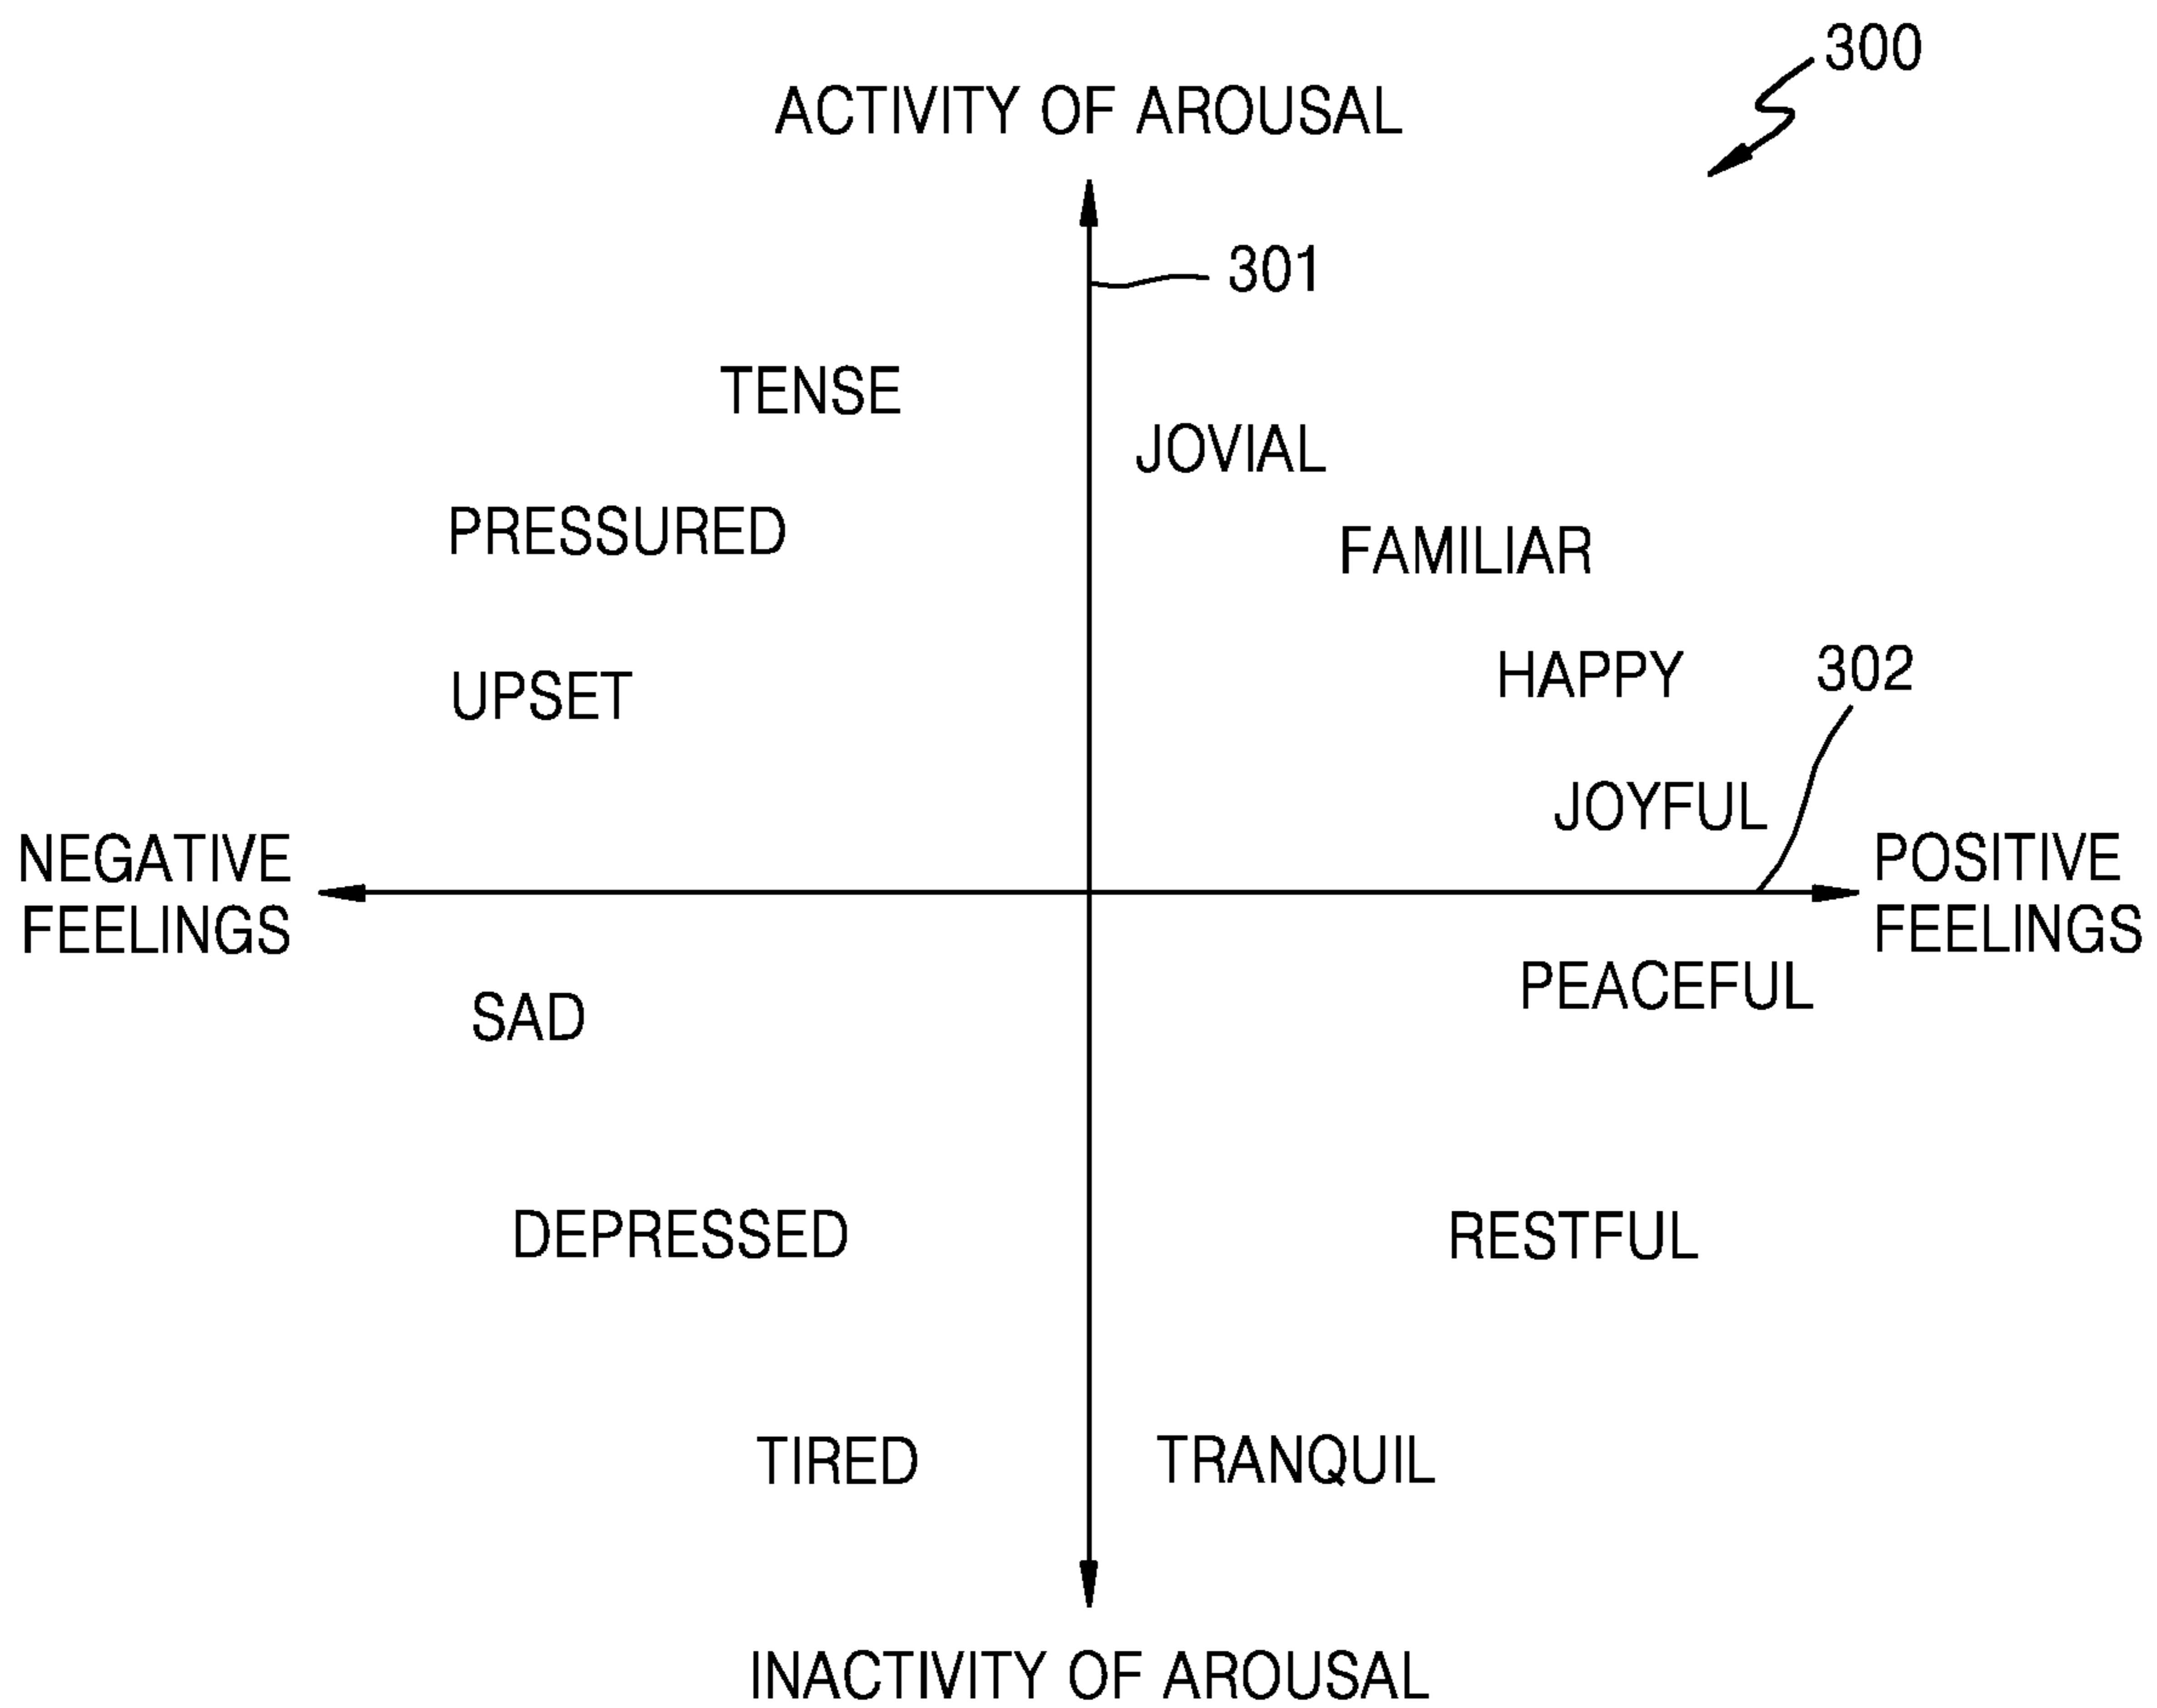 300
ACTIVITY OF AROUSAL
301
TENSE
JOVIAL
PRESSURED
FAMILIAR
UPSET
HAPPY
302
JOYFUL
NEGATIVE
FEELINGS
POSITIVE
FEELINGS
PEACEFUL
SAD
DEPRESSED
RESTFUL
TIRED
TRANQUIL
INACTIVITY OF AROUSAL